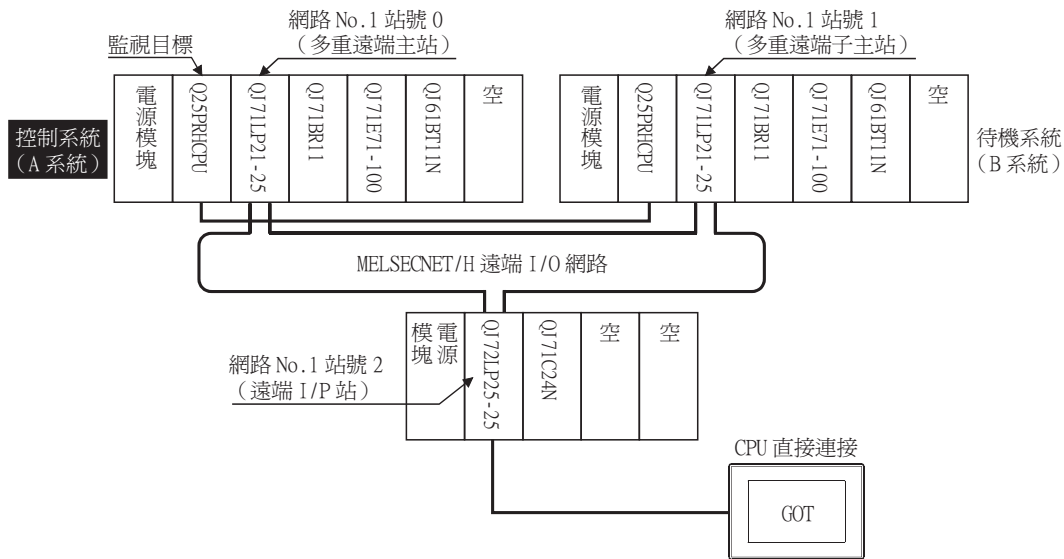 網路 No.1 站號 0
（多重遠端主站）
網路 No.1 站號 1
（多重遠端子主站）
監視目標
控制系統
（A 系統）
電源模塊
Q25PRHCPU
QJ71LP21-25
QJ71BR11
QJ71E71-100
QJ61BT11N
空
電源模塊
Q25PRHCPU
QJ71LP21-25
QJ71BR11
QJ71E71-100
QJ61BT11N
空
待機系統
（B 系統）
MELSECNET/H 遠端 I/O 網路
電源
模塊
QJ72LP25-25
QJ71C24N
空
空
網路 No.1 站號 2
（遠端 I/P 站）
CPU 直接連接
GOT